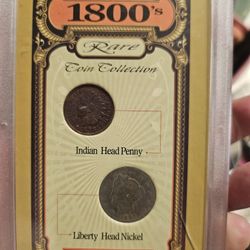 1800's
Rare
Coin Collection
Indian Head Penny
Liberty Head Nickel